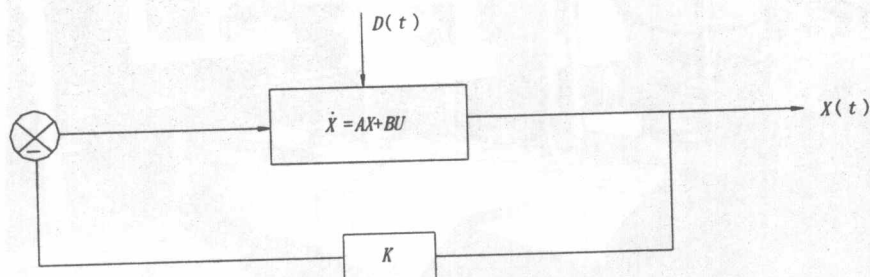 D(t)
Ẋ=AX+BU
X(t)
−
K